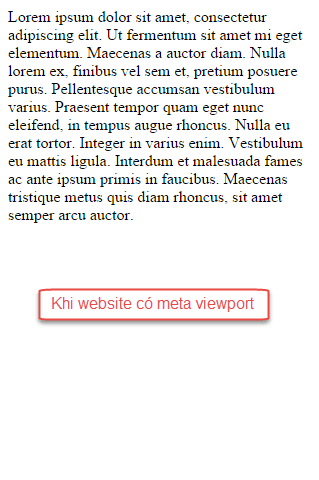 Lorem ipsum dolor sit amet, consectetur
adipiscing elit. Ut fermentum sit amet mi eget
elementum. Maecenas a auctor diam. Nulla
lorem ex, finibus vel sem et, pretium posuere
purus. Pellentesque accumsan vestibulum
varius. Praesent tempor quam eget nunc
eleifend, in tempus augue rhoncus. Nulla eu
erat tortor. Integer in varius enim. Vestibulum
eu mattis ligula. Interdum et malesuada fames
ac ante ipsum primis in faucibus. Maecenas
tristique metus quis diam rhoncus, sit amet
semper arcu auctor.
Khi website có meta viewport